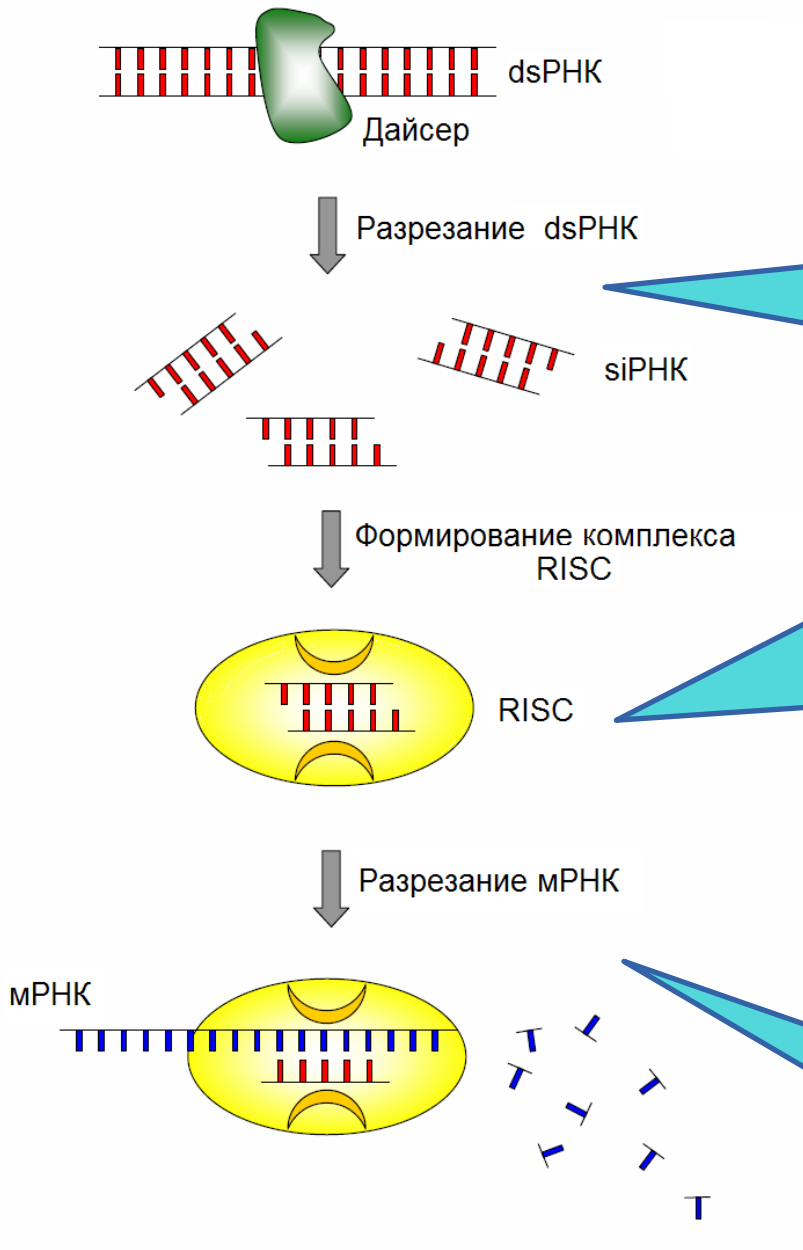 dsРНК
Дайсер
Разрезание dsРНК
siРНК
Формирование комплекса
RISC
RISC
Разрезание мРНК
мРНК